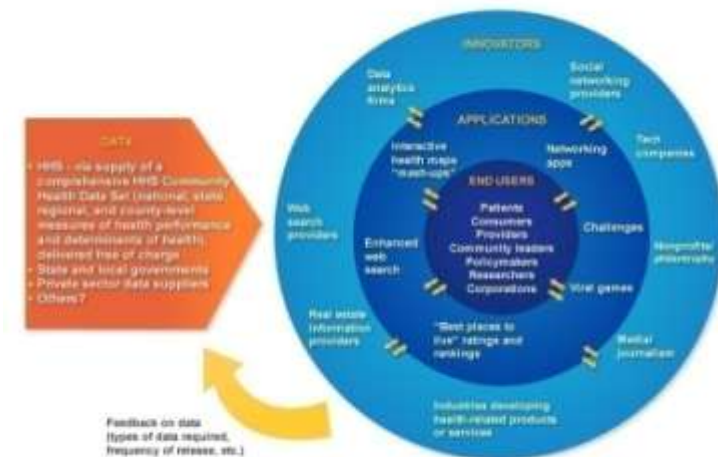 DATA
• HHS - via supply of a
comprehensive HHS Community
Health Data Set (national, state
regional, and county-level
measures of health performance
and determinants of health,
delivered free of charge
• State and local governments
• Private sector data suppliers
• Others?
Feedback on data
(types of data required,
frequency of release, etc.)
INNOVATORS
Data
analytics
firms
Social
networking
providers
Tech
companies
Nonprofits/
philanthropy
Media/
journalism
Industries developing
health-related products
or services
Real estate
information
providers
Web
search
providers
APPLICATIONS
Interactive
health maps
"mash-ups"
Networking
apps
Challenges
Viral games
"Best places to
live" ratings and
rankings
Enhanced
web
search
END-USERS
Patients
Consumers
Providers
Community leaders
Policymakers
Researchers
Corporations